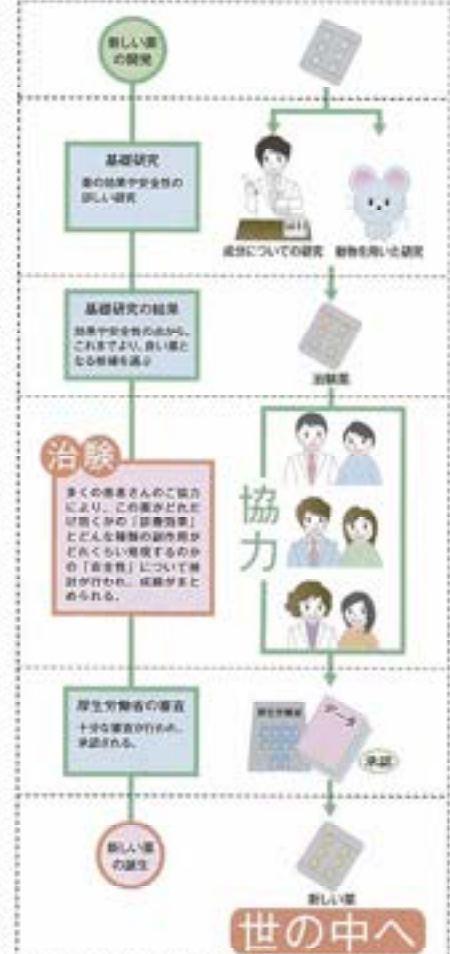 新しい薬
の開発
基礎研究
薬の効果や安全性の
詳しい研究
成分についての研究
動物を用いた研究
基礎研究の結果
効果や安全性の点から、
これまでより、良い薬と
なる候補を選ぶ
治験薬
治験
多くの患者さんのご協力
により、この薬がどれだ
け効くかの「診療効果」
とどんな種類の副作用が
どれくらい発現するのか
の「安全性」について検
討が行われ、成績がまと
められる。
協力
厚生労働省の審査
十分な審査が行われ、
承認される。
厚生労働省
データ
承認
新しい薬
の誕生
新しい薬
世の中へ